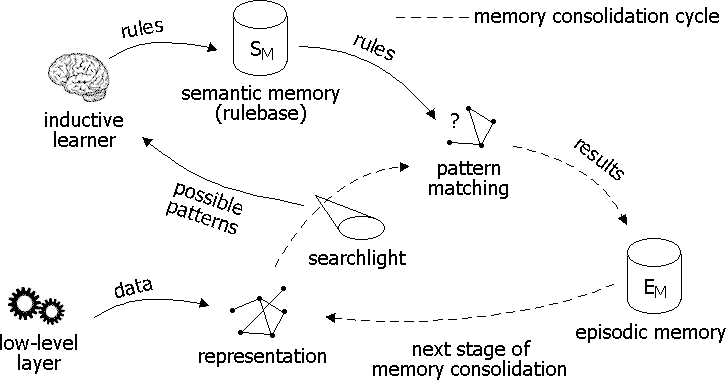 memory consolidation cycle
rules
S_M
rules
semantic memory
(rulebase)
inductive
learner
?
pattern
matching
results
possible
patterns
searchlight
data
E_M
low-level
layer
representation
episodic memory
next stage of
memory consolidation